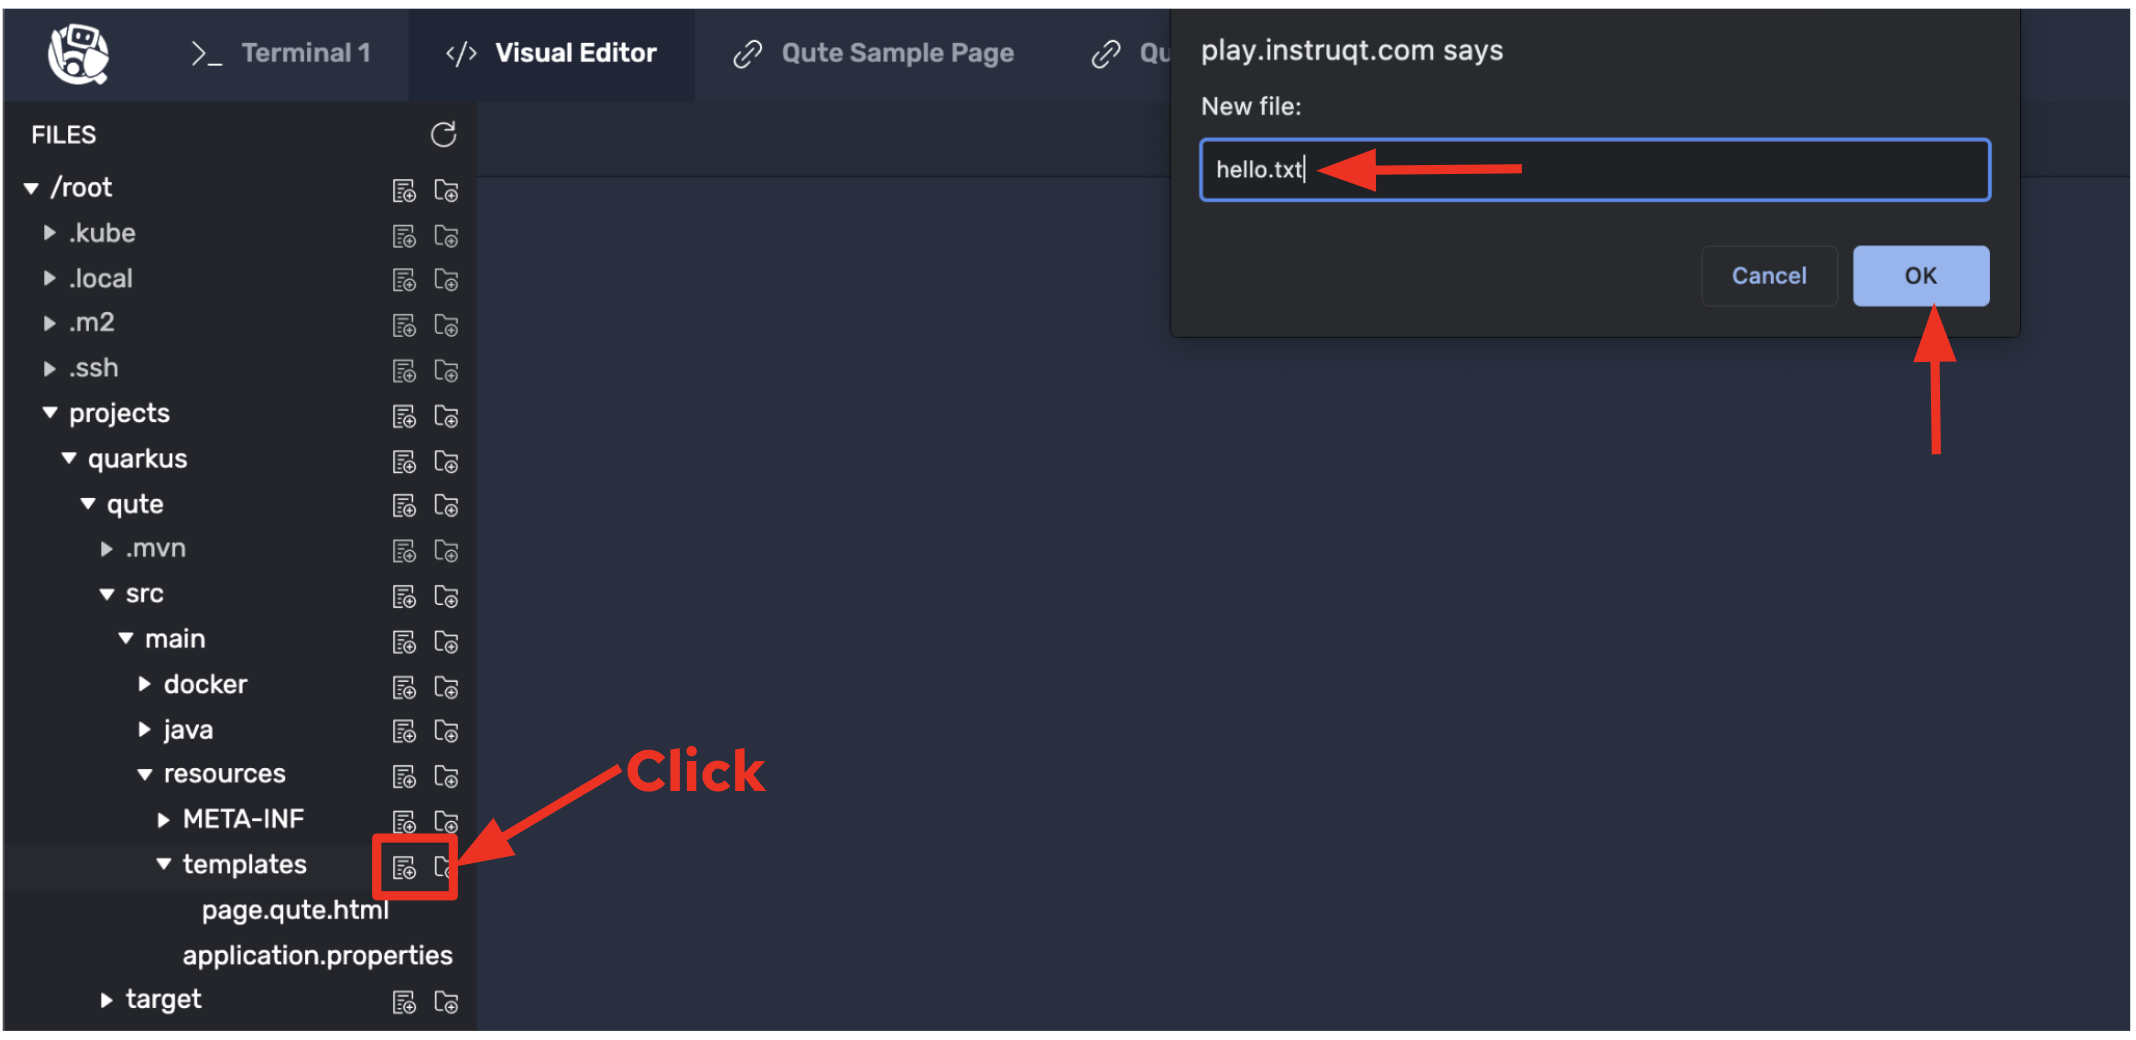 Terminal 1
Visual Editor
Qute Sample Page
Qu
play.instruqt.com says
New file:
hello.txt
Cancel
OK
FILES
/root
.kube
.local
.m2
.ssh
projects
quarkus
qute
.mvn
src
main
docker
java
resources
META-INF
templates
page.qute.html
application.properties
target
Click